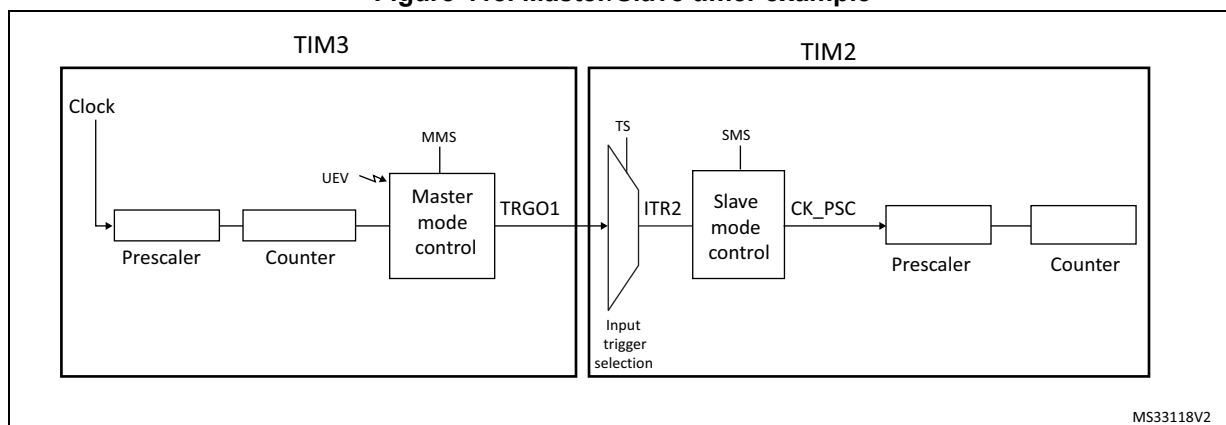 TIM3
TIM2
Clock
MMS
TS
SMS
UEV
Master
mode
control
TRGO1
ITR2
Slave
mode
control
CK_PSC
Prescaler
Counter
Prescaler
Counter
Input
trigger
selection
MS33118V2